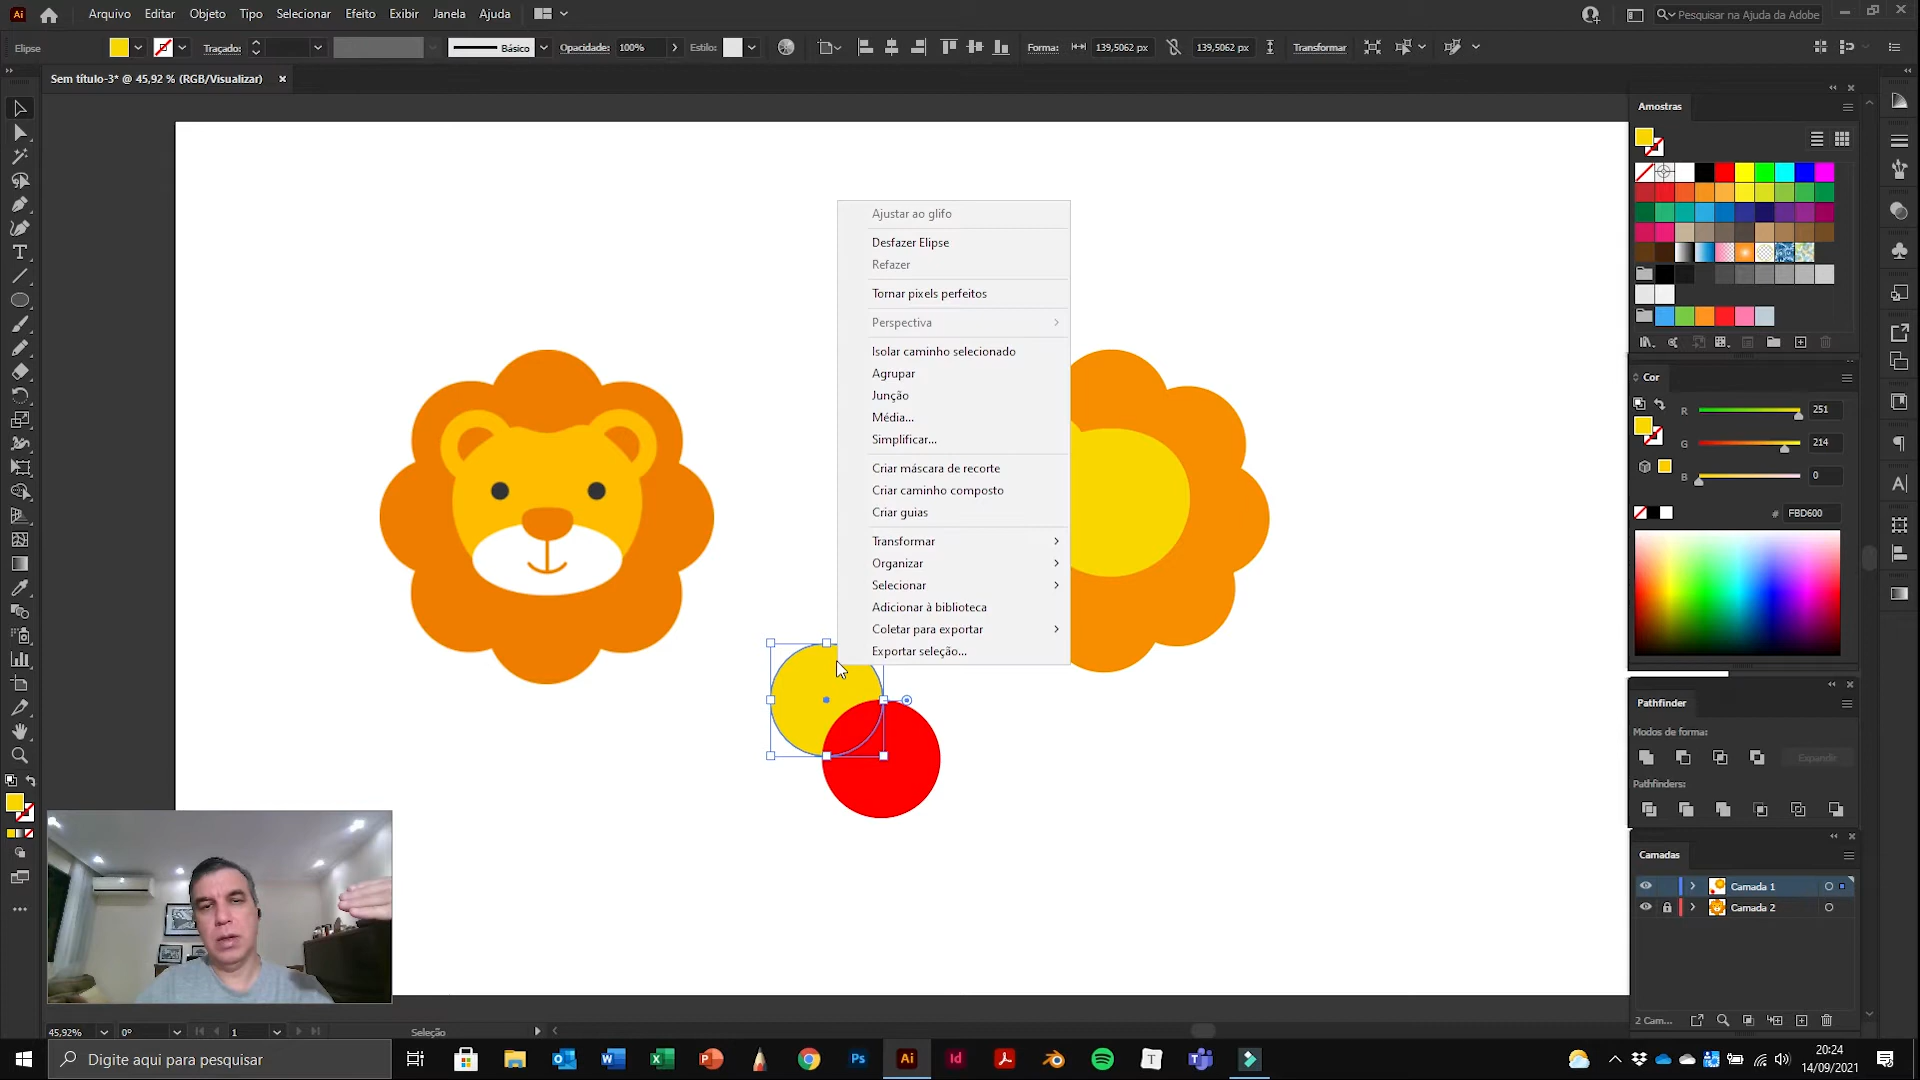 Ai Arquivo Editar Objeto Tipo Selecionar Efeito Exibir Janela Ajuda Pesquisar na Ajuda da Adobe
Elipse Traçado: Básico Opacidade: 100% Estilo: Forma: 139,5062 px 139,5062 px Transformar
Sem título-3* @ 45,92 % (RGB/Visualizar)
Amostras
Ajustar ao glifo
Desfazer Elipse
Refazer
Tornar pixels perfeitos
Perspectiva
Isolar caminho selecionado
Agrupar
Junção
Média...
Simplificar...
Criar máscara de recorte
Criar caminho composto
Criar guias
Transformar
Organizar
Selecionar
Adicionar à biblioteca
Coletar para exportar
Exportar seleção...
Cor
R 251
G 214
B 0
# FBD600
Pathfinder
Modos de forma:
Expandir
Pathfinders:
Camadas
Camada 1
Camada 2
2 Cam...
45,92% 0° 1 Seleção
Digite aqui para pesquisar
Ps Ai Id T
20:24
14/09/2021